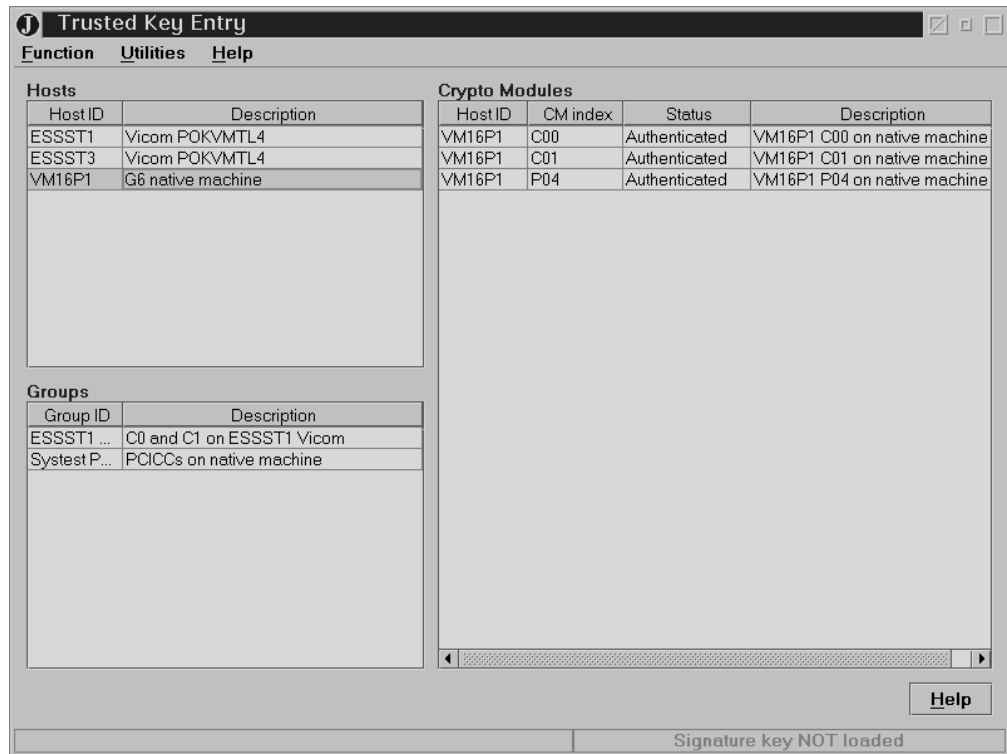 J Trusted Key Entry
Function Utilities Help
Hosts
Host ID Description
ESSST1 Vicom POKVMTL4
ESSST3 Vicom POKVMTL4
VM16P1 G6 native machine
Groups
Group ID Description
ESSST1 ... C0 and C1 on ESSST1 Vicom
Systest P... PCICCs on native machine
Crypto Modules
Host ID CM index Status Description
VM16P1 C00 Authenticated VM16P1 C00 on native machine
VM16P1 C01 Authenticated VM16P1 C01 on native machine
VM16P1 P04 Authenticated VM16P1 P04 on native machine
Help
Signature key NOT loaded